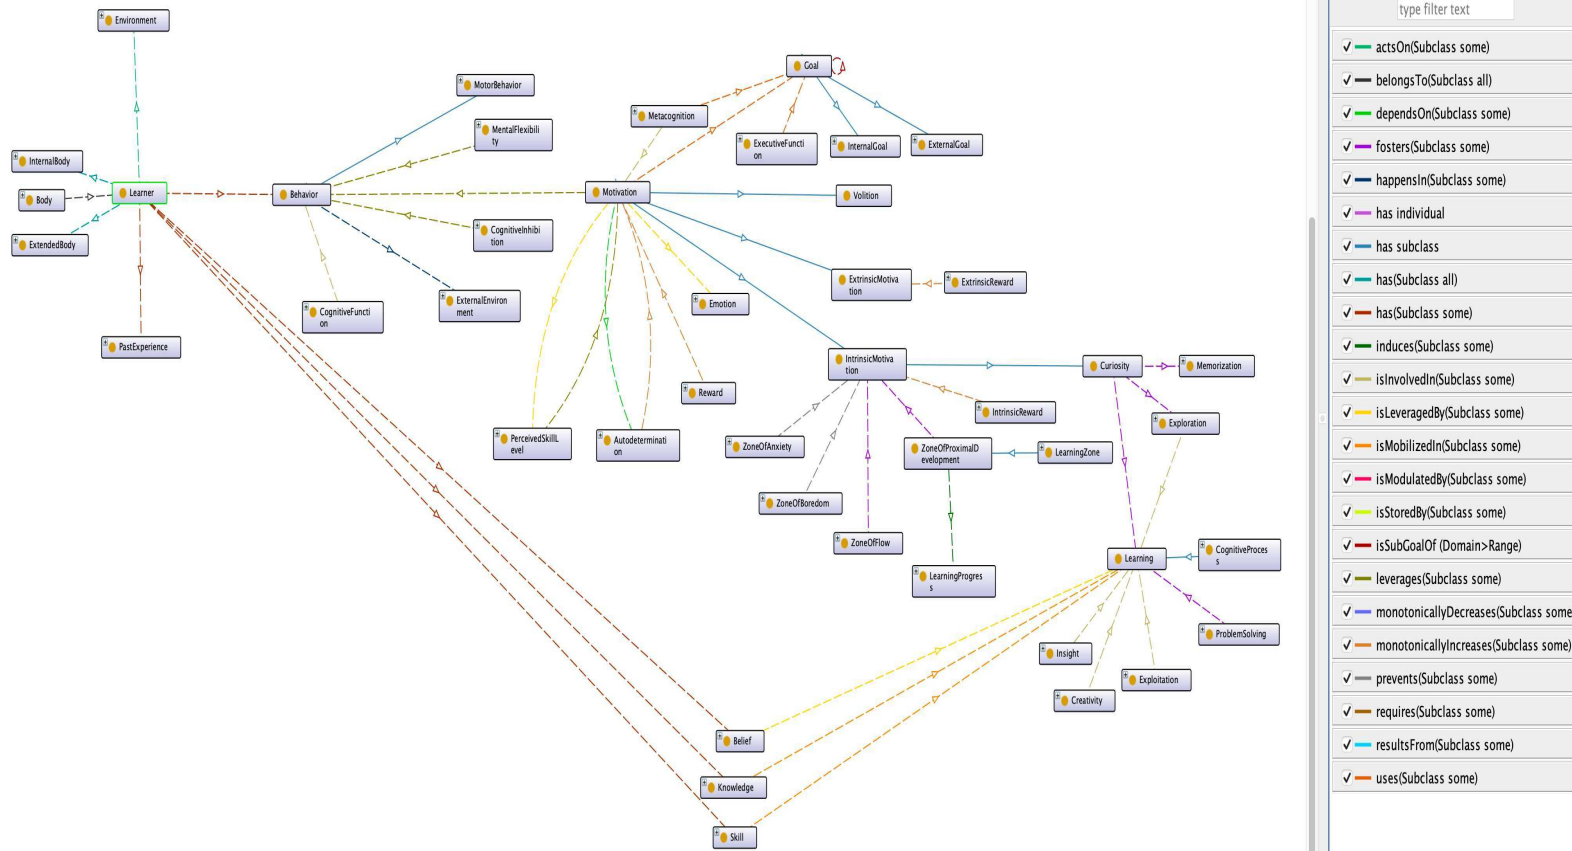 Environment
MotorBehavior
MentalFlexibili
ty
Goal
Metacognition
ExecutiveFuncti
on
InternalGoal
ExternalGoal
InternalBody
Learner
Body
ExtendedBody
Behavior
Motivation
Volition
CognitiveInhibi
tion
ExtrinsicMotiva
tion
ExtrinsicReward
ExternalEnviron
ment
Emotion
CognitiveFuncti
on
PastExperience
IntrinsicMotiva
tion
Curiosity
Memorization
Reward
IntrinsicReward
Exploration
PerceivedSkillL
evel
Autodeterminati
on
ZoneOfAnxiety
ZoneOfProximalD
evelopment
LearningZone
ZoneOfBoredom
ZoneOfFlow
Learning
CognitiveProces
s
LearningProgres
s
ProblemSolving
Insight
Exploitation
Creativity
Belief
Knowledge
Skill
type filter text
actsOn(Subclass some)
belongsTo(Subclass all)
dependsOn(Subclass some)
fosters(Subclass some)
happensIn(Subclass some)
has individual
has subclass
has(Subclass all)
has(Subclass some)
induces(Subclass some)
isInvolvedIn(Subclass some)
isLeveragedBy(Subclass some)
isMobilizedIn(Subclass some)
isModulatedBy(Subclass some)
isStoredBy(Subclass some)
isSubGoalOf (Domain>Range)
leverages(Subclass some)
monotonicallyDecreases(Subclass some
monotonicallyIncreases(Subclass some)
prevents(Subclass some)
requires(Subclass some)
resultsFrom(Subclass some)
uses(Subclass some)